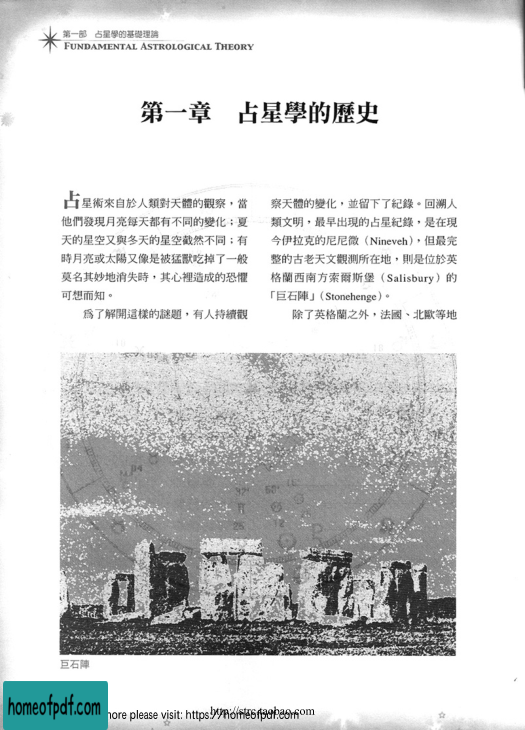 第一部 占星學的基礎理論
FUNDAMENTAL ASTROLOGICAL THEORY
第一章 占星學的歷史
占星術來自於人類對天體的觀察，當
他們發現月亮每天都有不同的變化；夏
天的星空又與冬天的星空截然不同；有
時月亮或太陽又像是被猛獸吃掉了一般
莫名其妙地消失時，其心裡造成的恐懼
可想而知。
為了解開這樣的謎題，有人持續觀
察天體的變化，並留下了紀錄。回溯人
類文明，最早出現的占星紀錄，是在現
今伊拉克的尼尼微（Nineveh），但最完
整的古老天文觀測所在地，則是位於英
格蘭西南方索爾斯堡（Salisbury）的
「巨石陣」（Stonehenge）。
除了英格蘭之外，法國、北歐等地
巨石陣
homeofpdf.com
more please visit: https://homeofpdf.com